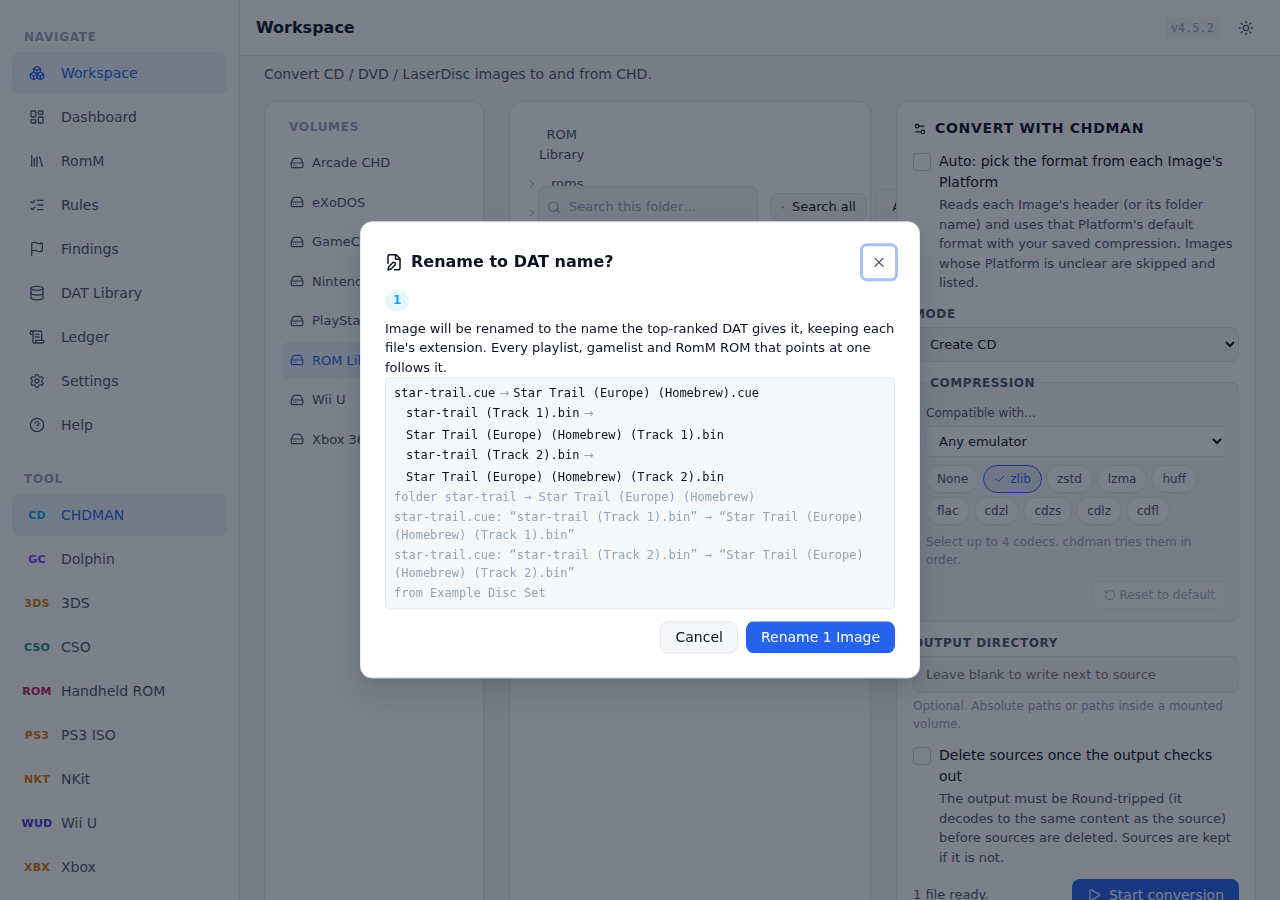 NAVIGATE
Workspace
Dashboard
RomM
Rules
Findings
DAT Library
Ledger
Settings
Help
TOOL
CD CHDMAN
GC Dolphin
3DS 3DS
CSO CSO
ROM Handheld ROM
PS3 PS3 ISO
NKT NKit
WUD Wii U
XBX Xbox
Workspace
v4.5.2
Convert CD / DVD / LaserDisc images to and from CHD.
VOLUMES
Arcade CHD
eXoDOS
GameC
Ninten
PlaySta
ROM Li
Wii U
Xbox 36
ROM
Library
roms
Search this folder…
Search all
Rename to DAT name?
1
Image will be renamed to the name the top-ranked DAT gives it, keeping each
file's extension. Every playlist, gamelist and RomM ROM that points at one
follows it.
star-trail.cue → Star Trail (Europe) (Homebrew).cue
star-trail (Track 1).bin →
Star Trail (Europe) (Homebrew) (Track 1).bin
star-trail (Track 2).bin →
Star Trail (Europe) (Homebrew) (Track 2).bin
folder star-trail → Star Trail (Europe) (Homebrew)
star-trail.cue: “star-trail (Track 1).bin” → “Star Trail (Europe)
(Homebrew) (Track 1).bin”
star-trail.cue: “star-trail (Track 2).bin” → “Star Trail (Europe)
(Homebrew) (Track 2).bin”
from Example Disc Set
Cancel
Rename 1 Image
CONVERT WITH CHDMAN
Auto: pick the format from each Image's
Platform
Reads each Image's header (or its folder
name) and uses that Platform's default
format with your saved compression. Images
whose Platform is unclear are skipped and
listed.
MODE
Create CD
COMPRESSION
Compatible with…
Any emulator
None ✓ zlib zstd lzma huff
flac cdzl cdzs cdlz cdfl
Select up to 4 codecs. chdman tries them in
order.
Reset to default
OUTPUT DIRECTORY
Leave blank to write next to source
Optional. Absolute paths or paths inside a mounted
volume.
Delete sources once the output checks
out
The output must be Round-tripped (it
decodes to the same content as the source)
before sources are deleted. Sources are kept
if it is not.
1 file ready.
Start conversion